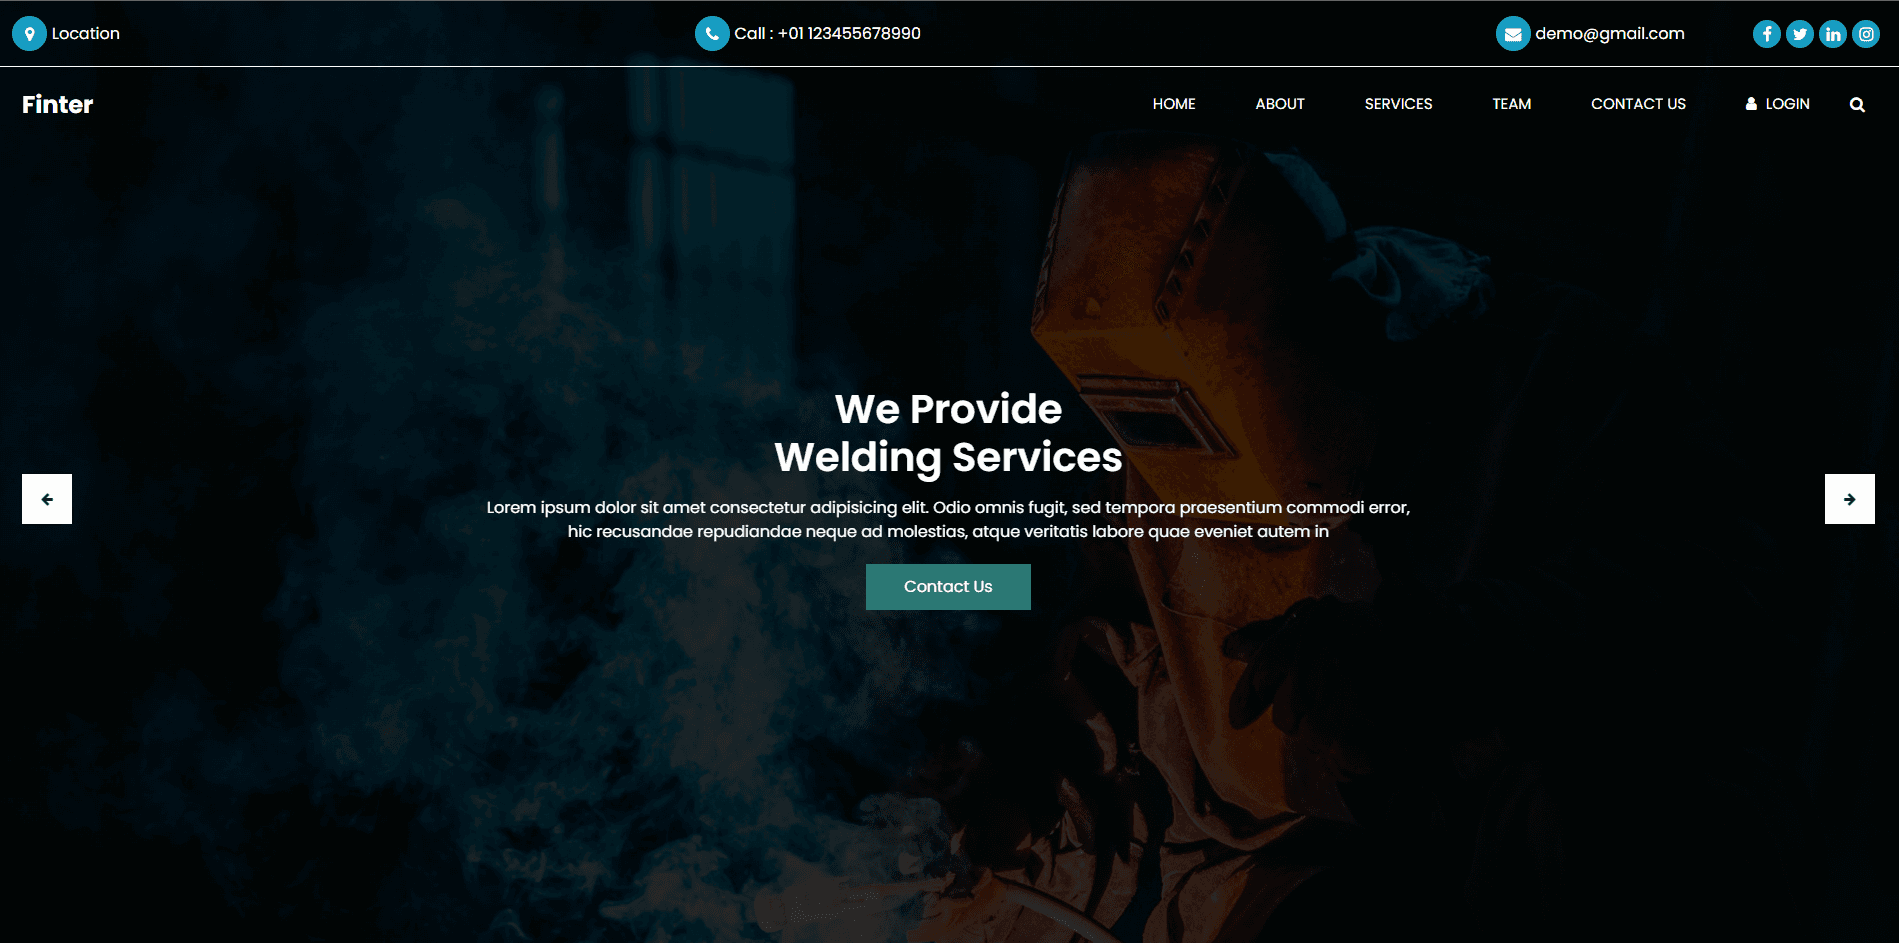 Location
Call : +01 123455678990
demo@gmail.com
Finter
HOME
ABOUT
SERVICES
TEAM
CONTACT US
LOGIN
We Provide
Welding Services
Lorem ipsum dolor sit amet consectetur adipisicing elit. Odio omnis fugit, sed tempora praesentium commodi error,
hic recusandae repudiandae neque ad molestias, atque veritatis labore quae eveniet autem in
Contact Us